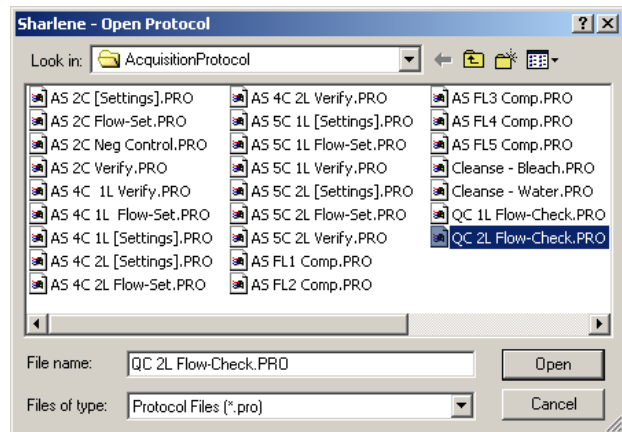 Sharlene - Open Protocol
Look in: AcquisitionProtocol
AS 2C [Settings].PRO
AS 2C Flow-Set.PRO
AS 2C Neg Control.PRO
AS 2C Verify.PRO
AS 4C  1L Verify.PRO
AS 4C 1L  Flow-Set.PRO
AS 4C 1L [Settings].PRO
AS 4C 2L [Settings].PRO
AS 4C 2L Flow-Set.PRO
AS 4C 2L Verify.PRO
AS 5C 1L [Settings].PRO
AS 5C 1L Flow-Set.PRO
AS 5C 1L Verify.PRO
AS 5C 2L [Settings].PRO
AS 5C 2L Flow-Set.PRO
AS 5C 2L Verify.PRO
AS FL1 Comp.PRO
AS FL2 Comp.PRO
AS FL3 Comp.PRO
AS FL4 Comp.PRO
AS FL5 Comp.PRO
Cleanse - Bleach.PRO
Cleanse - Water.PRO
QC 1L Flow-Check.PRO
QC 2L Flow-Check.PRO
File name: QC 2L Flow-Check.PRO Open
Files of type: Protocol Files (*.pro) Cancel